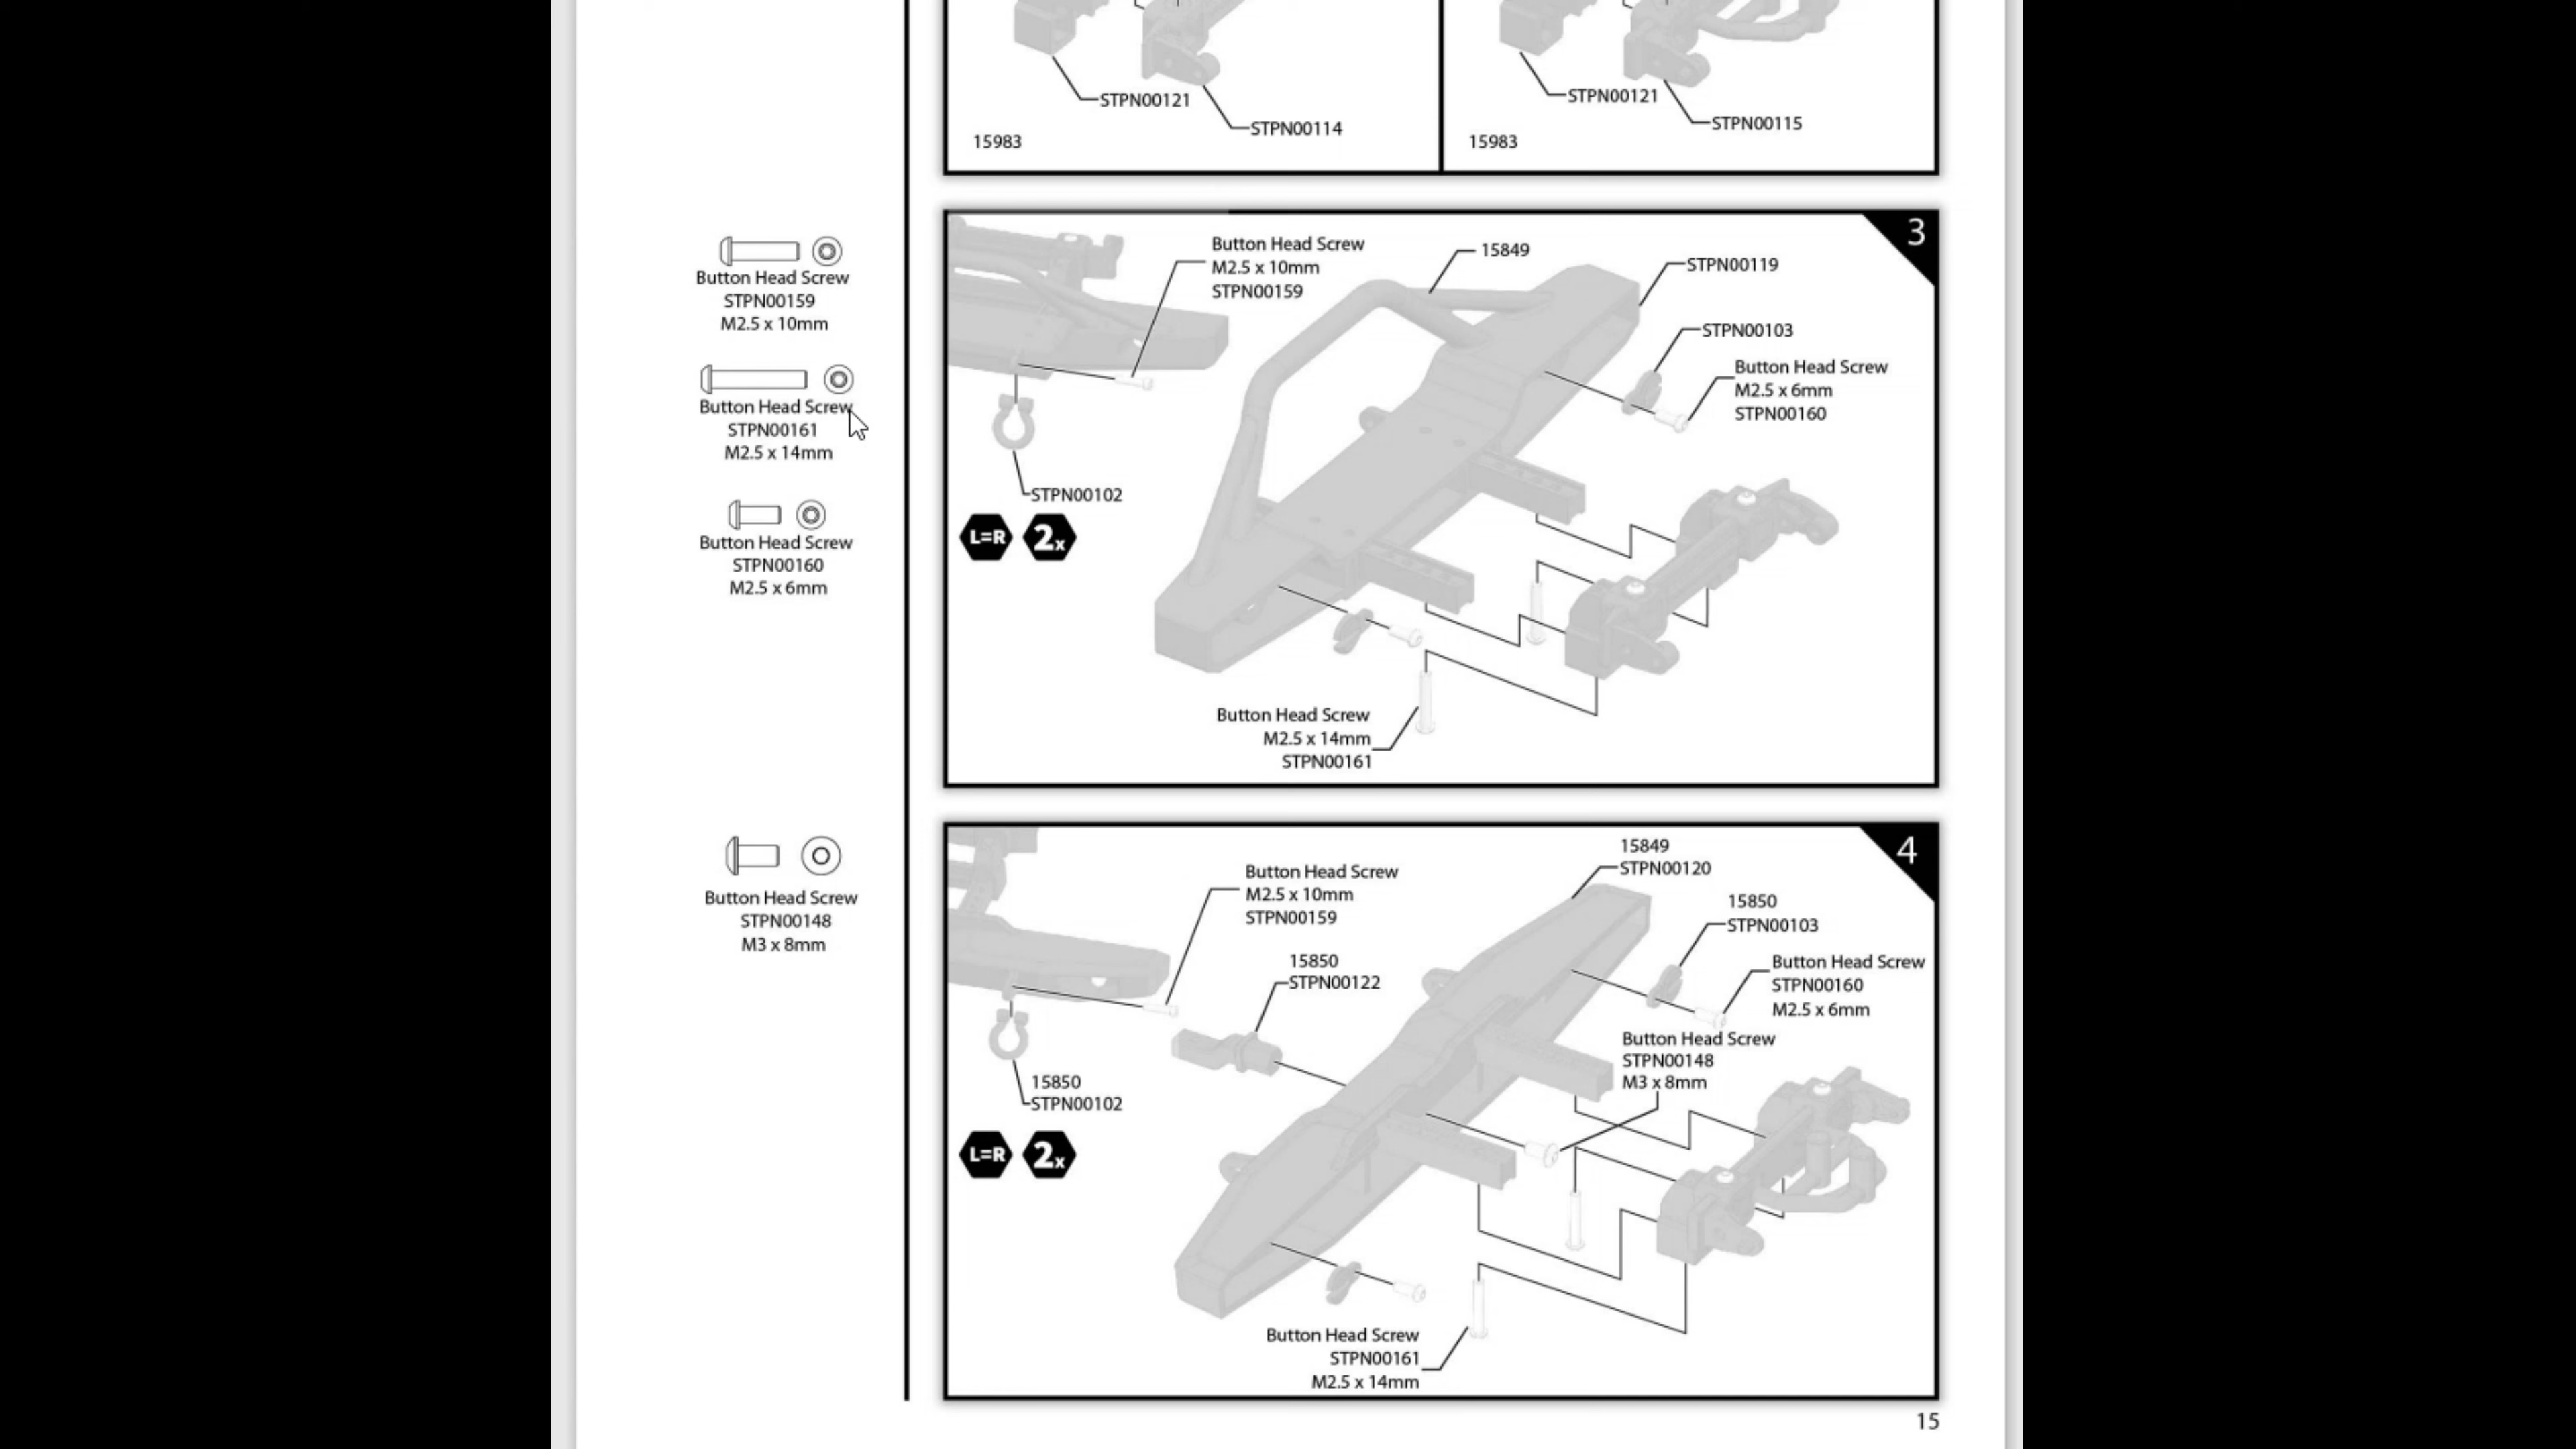 STPN00121
STPN00114
15983
STPN00121
STPN00115
15983
Button Head Screw
STPN00159
M2.5 x 10mm
Button Head Screw
STPN00161
M2.5 x 14mm
Button Head Screw
STPN00160
M2.5 x 6mm
3
Button Head Screw
M2.5 x 10mm
STPN00159
15849
STPN00119
STPN00103
Button Head Screw
M2.5 x 6mm
STPN00160
STPN00102
L=R
2x
Button Head Screw
M2.5 x 14mm
STPN00161
Button Head Screw
STPN00148
M3 x 8mm
4
Button Head Screw
M2.5 x 10mm
STPN00159
15849
STPN00120
15850
STPN00103
15850
STPN00122
Button Head Screw
STPN00160
M2.5 x 6mm
Button Head Screw
STPN00148
M3 x 8mm
15850
STPN00102
L=R
2x
Button Head Screw
STPN00161
M2.5 x 14mm
15